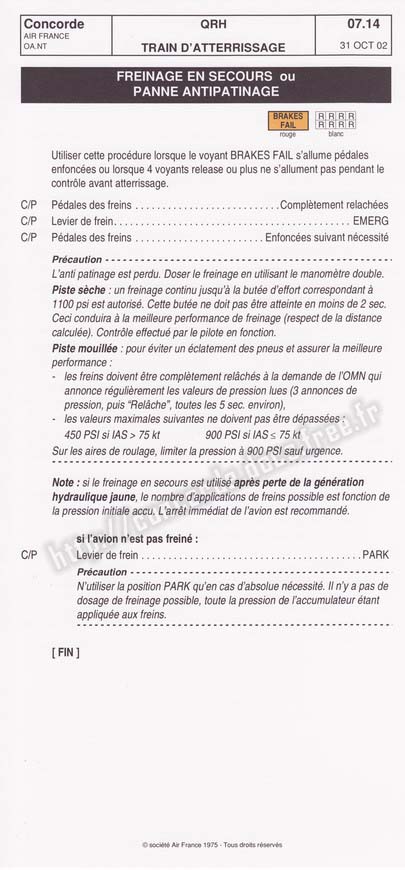 Concorde QRH 07.14
AIR FRANCE
OA.NT TRAIN D'ATTERRISSAGE 31 OCT 02
FREINAGE EN SECOURS ou
PANNE ANTIPATINAGE
BRAKES R R R R
FAIL R R R R
rouge blanc
Utiliser cette procédure lorsque le voyant BRAKES FAIL s'allume pédales
enfoncées ou lorsque 4 voyants release ou plus ne s'allument pas pendant le
contrôle avant atterrissage.
C/P Pédales des freins . . . . . . . . . . . . . . . . . . . . . . . . . Complètement relachées
C/P Levier de frein. . . . . . . . . . . . . . . . . . . . . . . . . . . . . . . . . . . . . . . . . EMERG
C/P Pédales des freins . . . . . . . . . . . . . . . . . . . . . . . Enfoncées suivant nécessité
Précaution
L'anti patinage est perdu. Doser le freinage en utilisant le manomètre double.
Piste sèche : un freinage continu jusqu'à la butée d'effort correspondant à
1100 psi est autorisé. Cette butée ne doit pas être atteinte en moins de 2 sec.
Ceci conduira à la meilleure performance de freinage (respect de la distance
calculée). Contrôle effectué par le pilote en fonction.
Piste mouillée : pour éviter un éclatement des pneus et assurer la meilleure
performance :
- les freins doivent être complètement relâchés à la demande de l'OMN qui
annonce régulièrement les valeurs de pression lues (3 annonces de
pression, puis "Relâche", toutes les 5 sec. environ),
- les valeurs maximales suivantes ne doivent pas être dépassées :
450 PSI si IAS > 75 kt 900 PSI si IAS ≤ 75 kt
Sur les aires de roulage, limiter la pression à 900 PSI sauf urgence.
Note : si le freinage en secours est utilisé après perte de la génération
hydraulique jaune, le nombre d'applications de freins possible est fonction de
la pression initiale accu. L'arrêt immédiat de l'avion est recommandé.
si l'avion n'est pas freiné :
C/P Levier de frein . . . . . . . . . . . . . . . . . . . . . . . . . . . . . . . . . . . . . . . PARK
Précaution
N'utiliser la position PARK qu'en cas d'absolue nécessité. Il n'y a pas de
dosage de freinage possible, toute la pression de l'accumulateur étant
appliquée aux freins.
[ FIN ]
© société Air France 1975 - Tous droits réservés